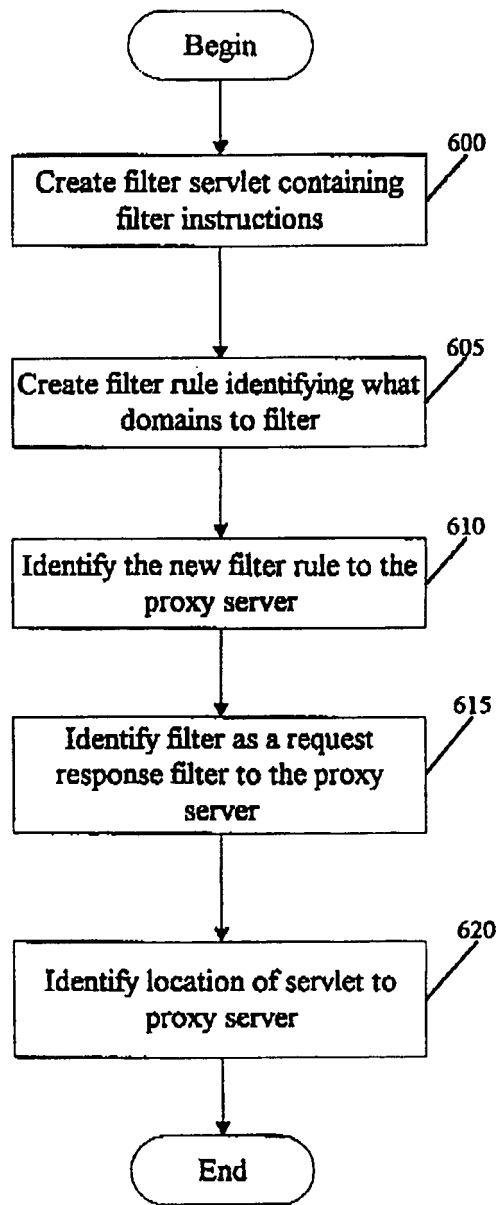 Begin
600
Create filter servlet containing
filter instructions
605
Create filter rule identifying what
domains to filter
610
Identify the new filter rule to the
proxy server
615
Identify filter as a request
response filter to the proxy
server
620
Identify location of servlet to
proxy server
End